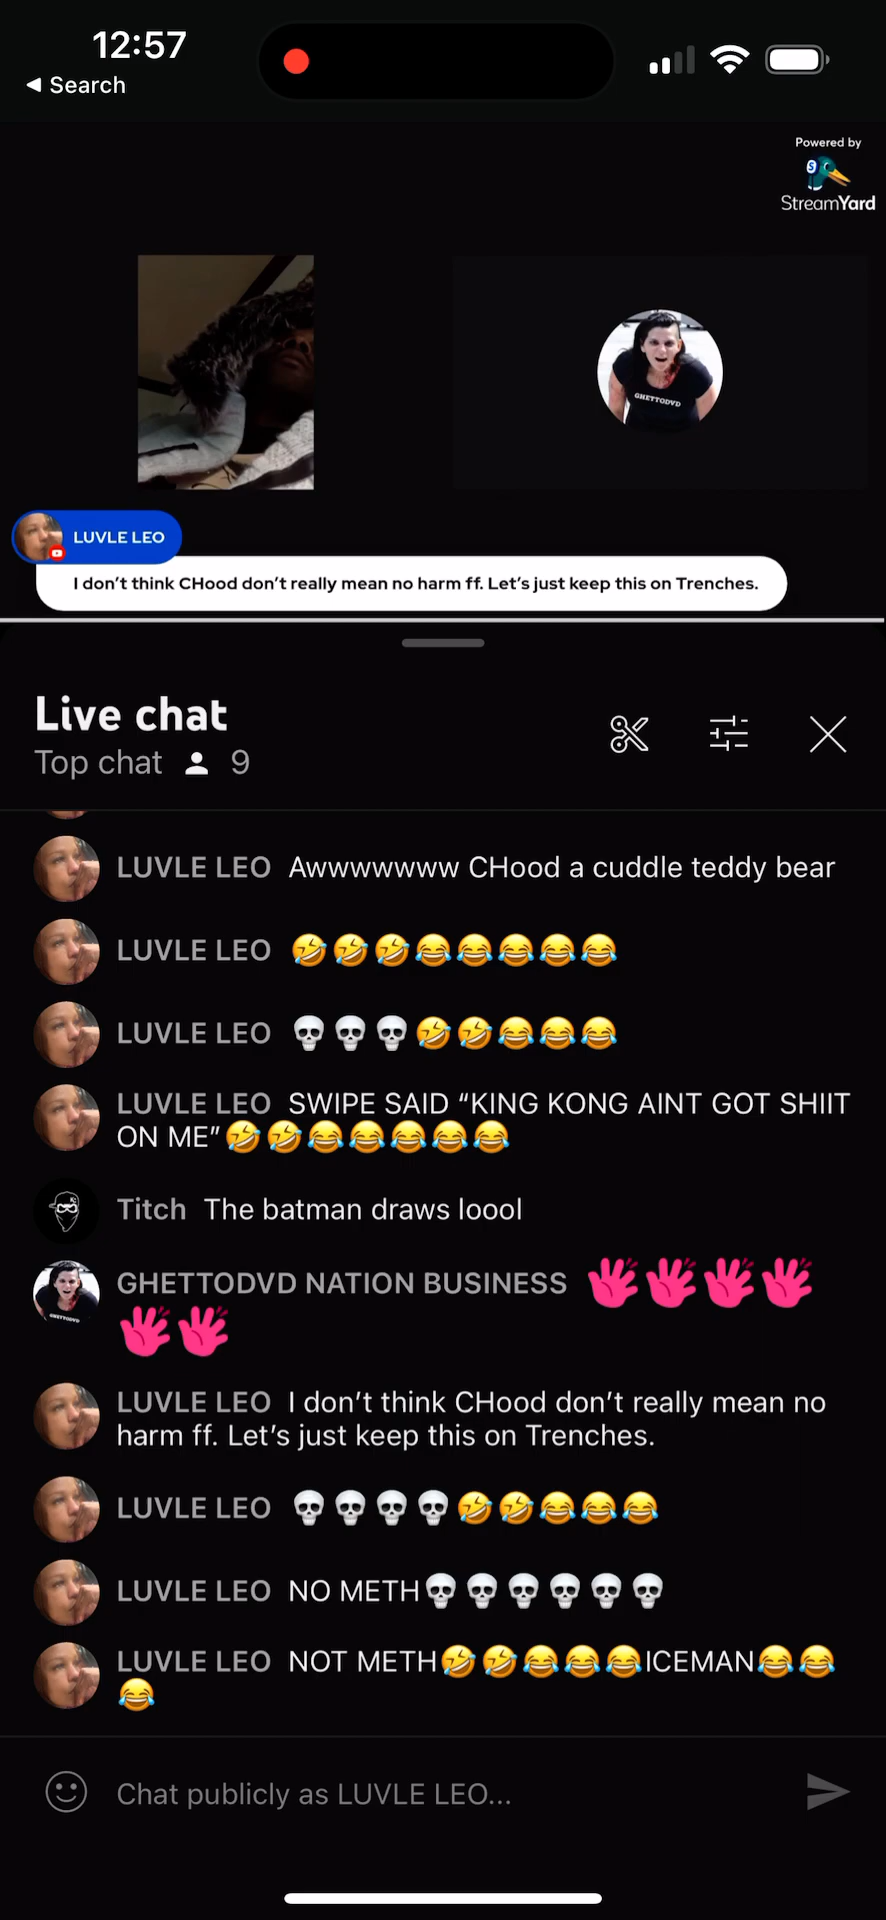 12:57
◀ Search
Powered by
StreamYard
GHETTODVD
LUVLE LEO
I don’t think CHood don’t really mean no harm ff. Let’s just keep this on Trenches.
Live chat
Top chat 9
LUVLE LEO Awwwwwww CHood a cuddle teddy bear
LUVLE LEO 🤣🤣🤣😂😂😂😂😂
LUVLE LEO 💀💀💀🤣🤣😂😂😂
LUVLE LEO SWIPE SAID “KING KONG AINT GOT SHIIT
ON ME”🤣🤣😂😂😂😂😂
Titch The batman draws loool
GHETTODVD NATION BUSINESS
LUVLE LEO I don’t think CHood don’t really mean no
harm ff. Let’s just keep this on Trenches.
LUVLE LEO 💀💀💀💀🤣🤣😂😂😂
LUVLE LEO NO METH💀💀💀💀💀💀
LUVLE LEO NOT METH🤣🤣😂😂😂ICEMAN😂😂
😂
Chat publicly as LUVLE LEO...